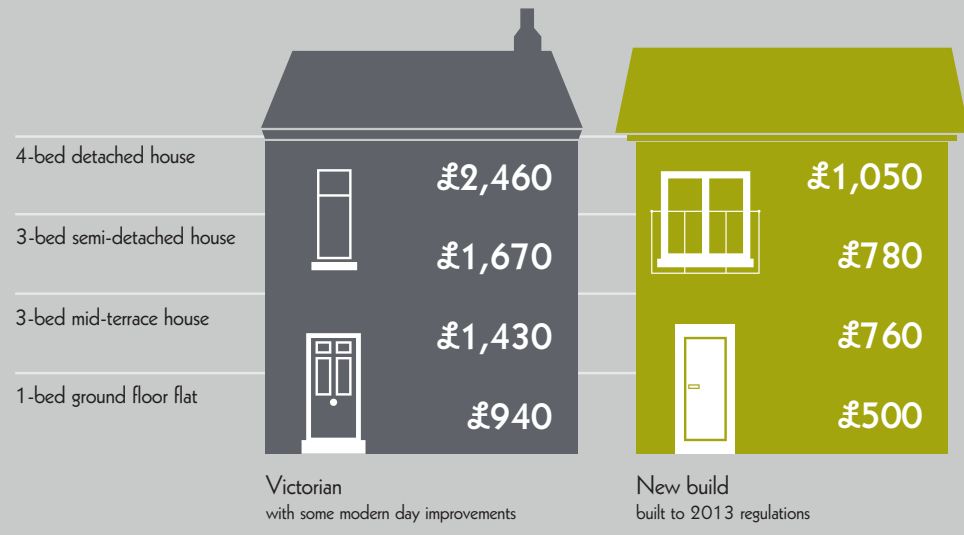 4-bed detached house £2,460 £1,050
3-bed semi-detached house £1,670 £780
3-bed mid-terrace house £1,430 £760
1-bed ground floor flat £940 £500
Victorian
with some modern day improvements
New build
built to 2013 regulations